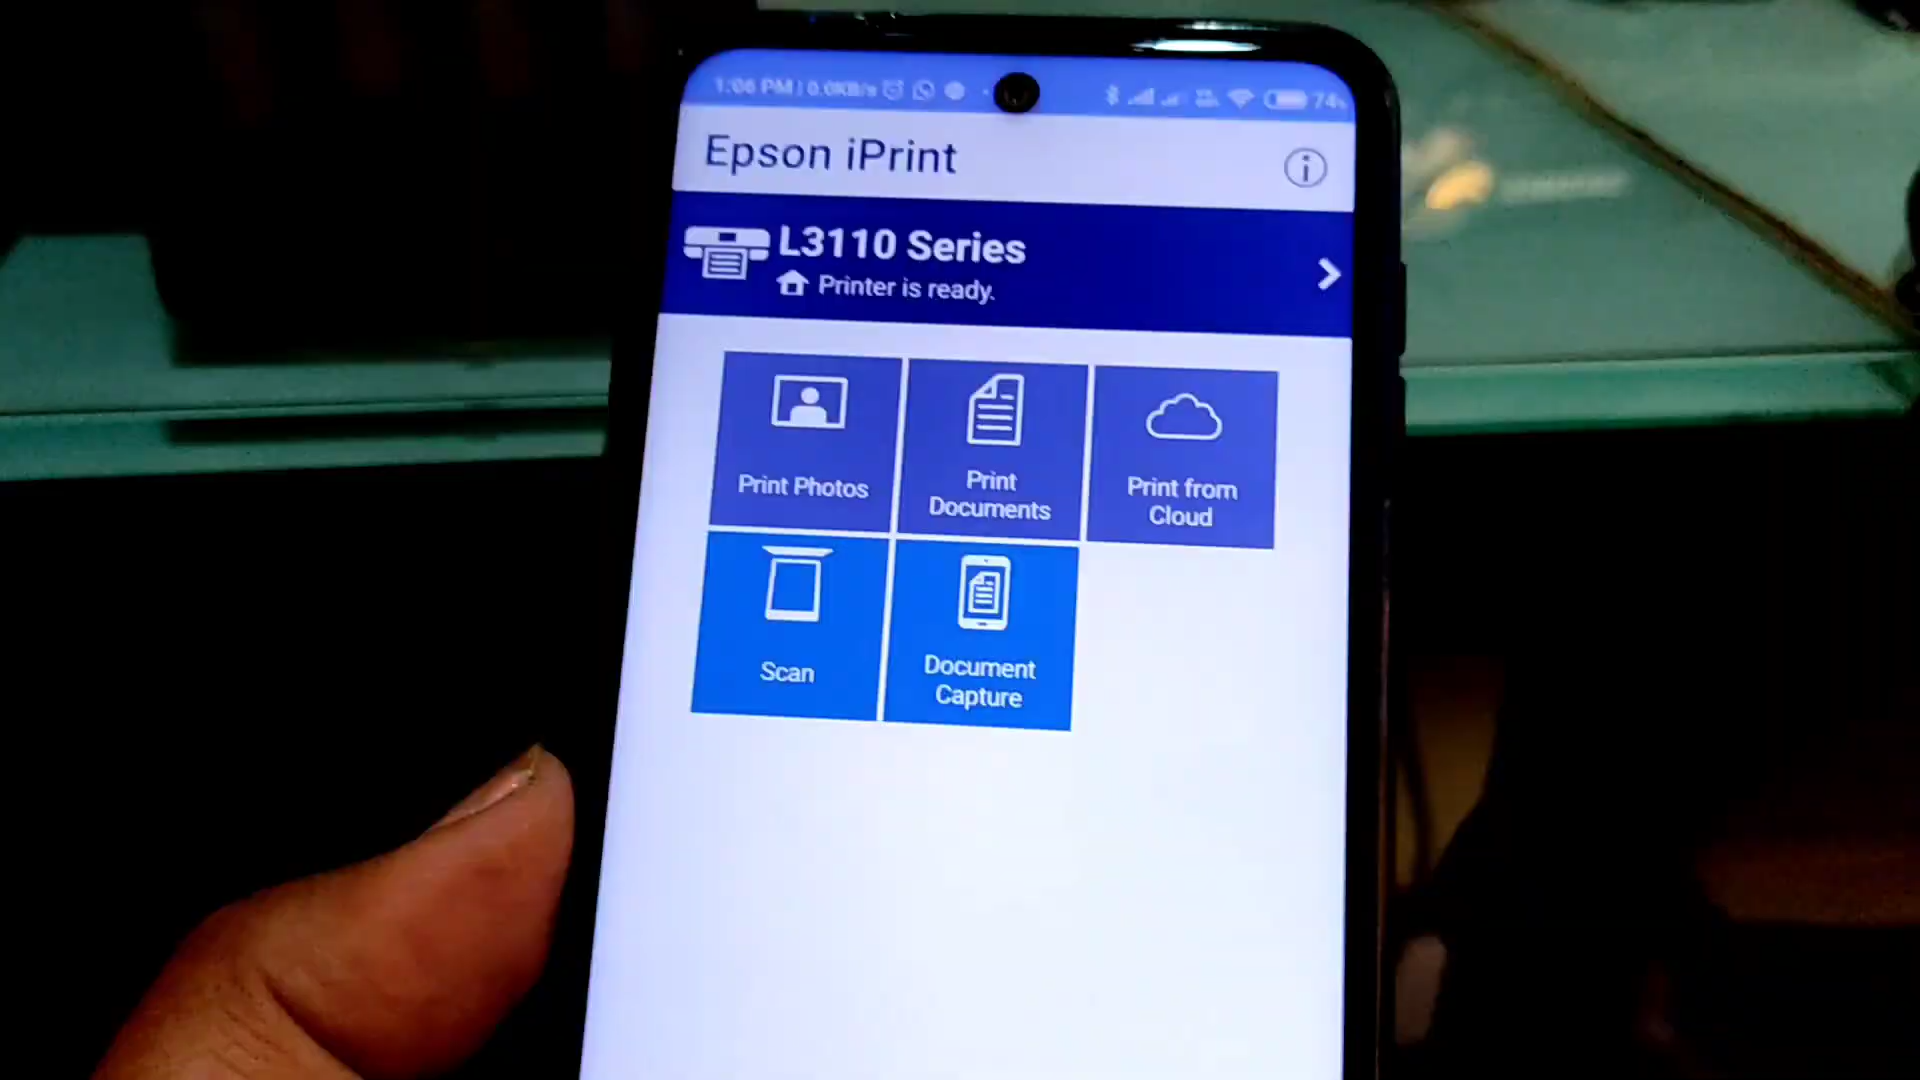 1:06 PM | 0.0KB/s
74
Epson iPrint
L3110 Series
Printer is ready.
Print Photos
Print
Documents
Print from
Cloud
Scan
Document
Capture